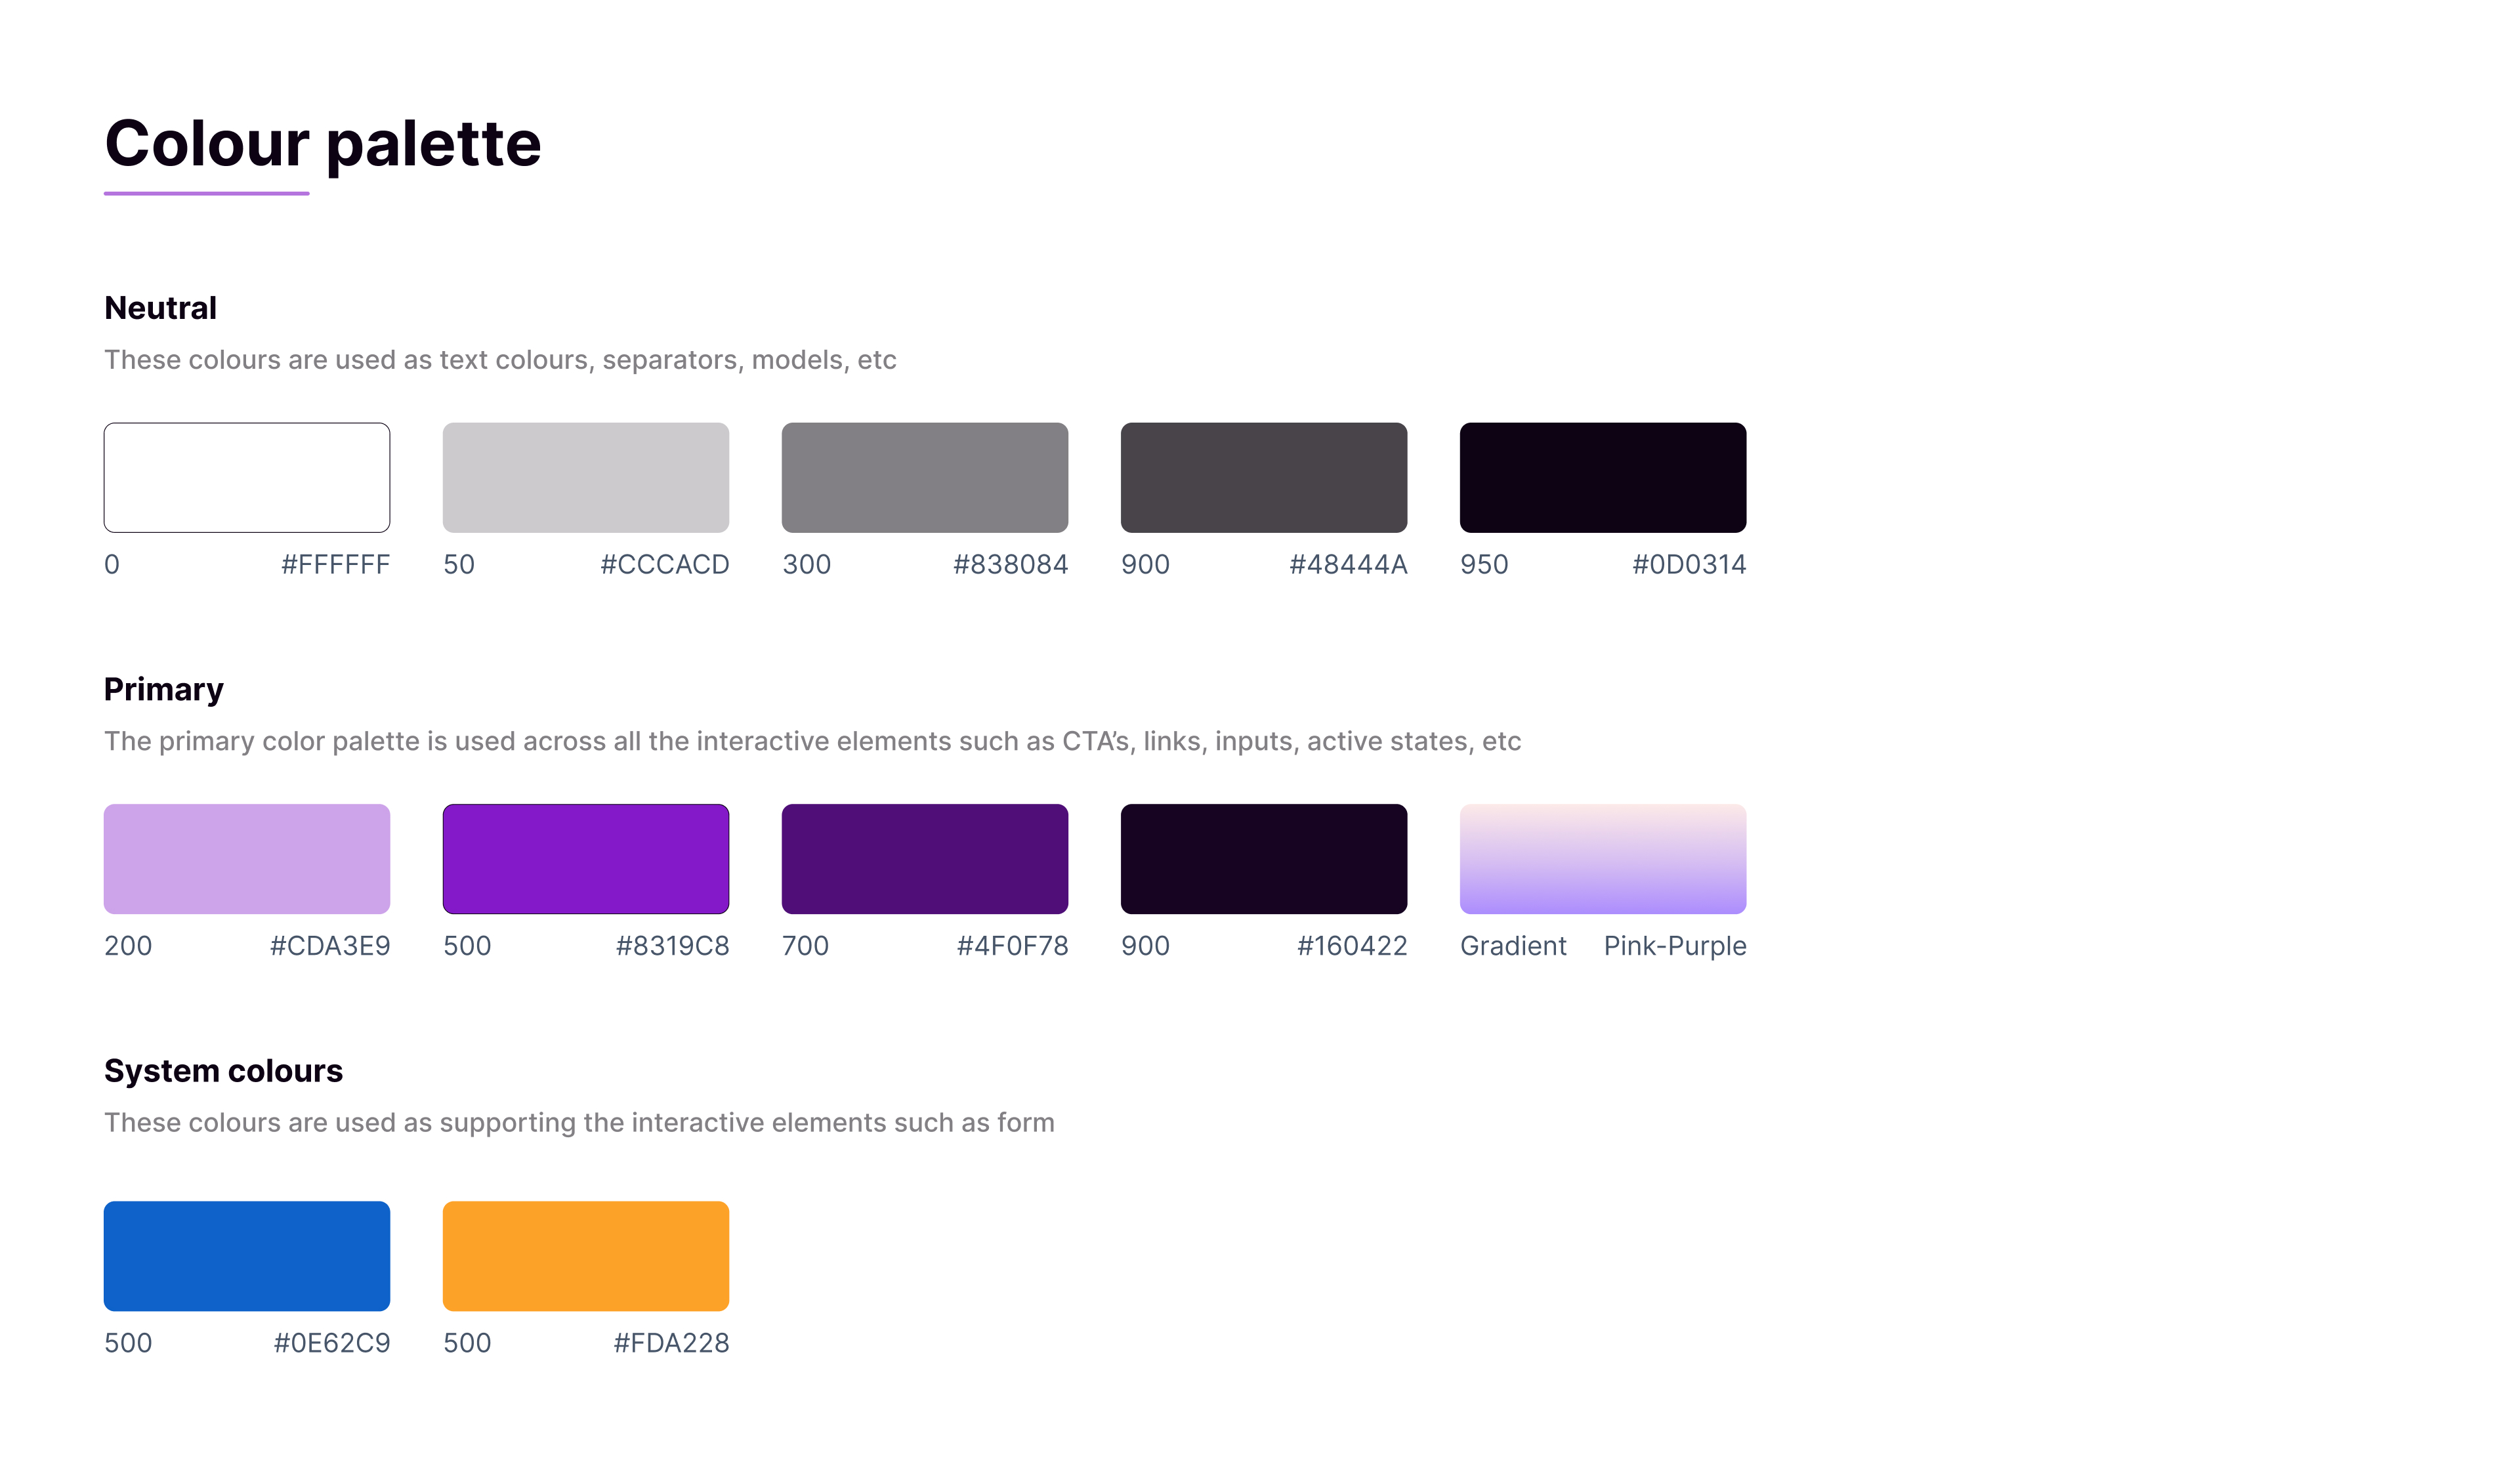 Colour palette
Neutral
These colours are used as text colours, separators, models, etc
0 #FFFFFF 50 #CCCACD 300 #838084 900 #48444A 950 #0D0314
Primary
The primary color palette is used across all the interactive elements such as CTA’s, links, inputs, active states, etc
200 #CDA3E9 500 #8319C8 700 #4F0F78 900 #160422 Gradient Pink-Purple
System colours
These colours are used as supporting the interactive elements such as form
500 #0E62C9 500 #FDA228